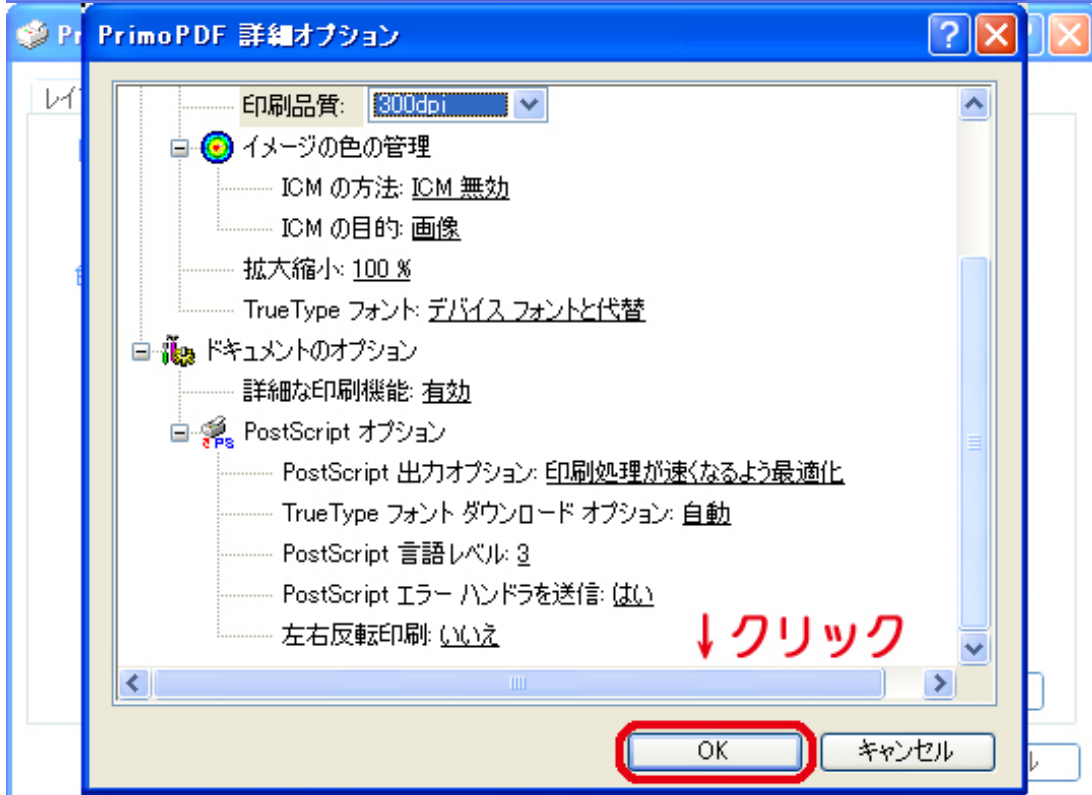 Pr PrimoPDF 詳細オプション
レイ
印刷品質: 300dpi
イメージの色の管理
ICM の方法: ICM 無効
ICM の目的: 画像
拡大縮小: 100 %
TrueType フォント: デバイス フォントと代替
ドキュメントのオプション
詳細な印刷機能: 有効
PostScript オプション
PostScript 出力オプション: 印刷処理が速くなるよう最適化
TrueType フォント ダウンロード オプション: 自動
PostScript 言語レベル: 3
PostScript エラー ハンドラを送信: はい
左右反転印刷: いいえ
↓クリック
OK キャンセル ル